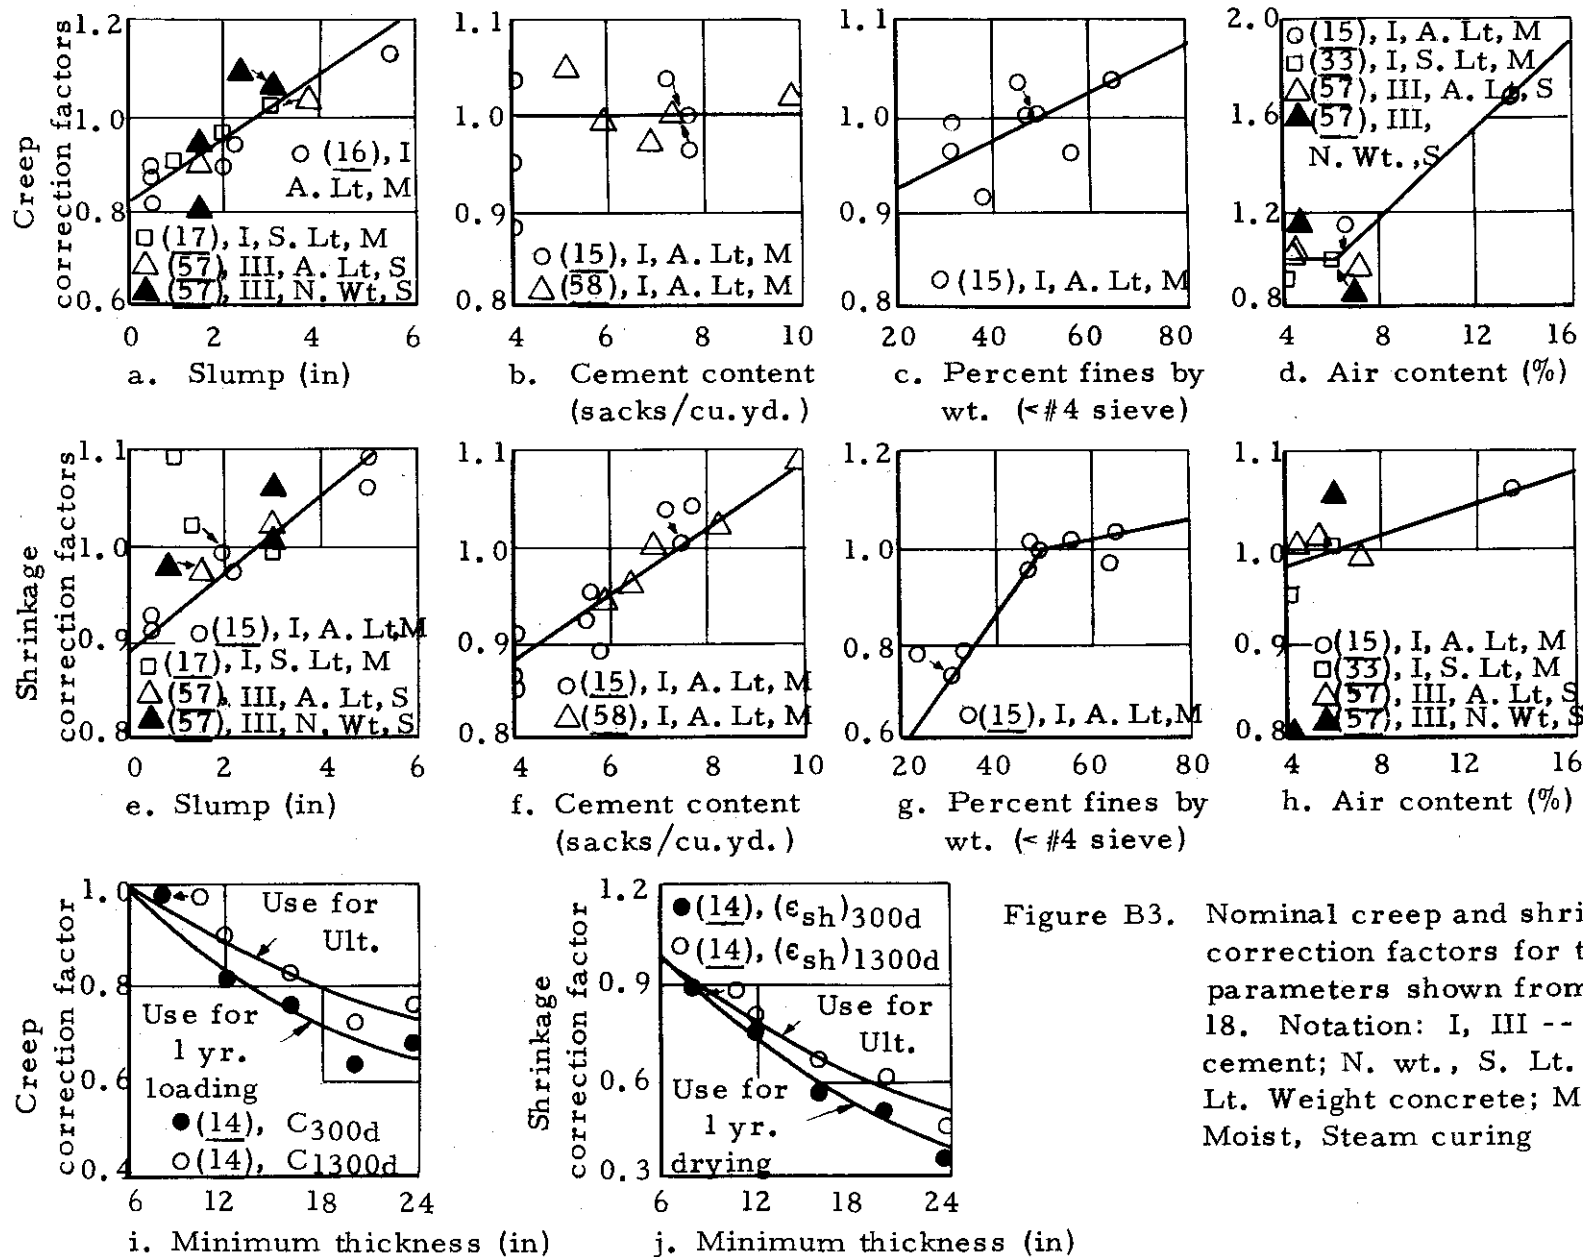 Creep
correction factors
1.2
1.0
0.8
0.6
0 2 4 6
(16), I
A. Lt, M
(17), I, S. Lt, M
(57), III, A. Lt, S
(57), III, N. Wt, S
a. Slump (in)
1.1
1.0
0.9
0.8
4 6 8 10
(15), I, A. Lt, M
(58), I, A. Lt, M
b. Cement content
(sacks/cu.yd.)
1.1
1.0
0.9
0.8
20 40 60 80
(15), I, A. Lt, M
c. Percent fines by
wt. (<#4 sieve)
2.0
1.6
1.2
0.8
4 8 12 16
(15), I, A. Lt, M
(33), I, S. Lt, M
(57), III, A. Lt, S
(57), III,
N. Wt., S
d. Air content (%)
Shrinkage
correction factors
1.1
1.0
0.9
0.8
0 2 4 6
(15), I, A. Lt, M
(17), I, S. Lt, M
(57), III, A. Lt, S
(57), III, N. Wt, S
e. Slump (in)
1.1
1.0
0.9
0.8
4 6 8 10
(15), I, A. Lt, M
(58), I, A. Lt, M
f. Cement content
(sacks/cu.yd.)
1.2
1.0
0.8
0.6
20 40 60 80
(15), I, A. Lt, M
g. Percent fines by
wt. (<#4 sieve)
1.1
1.0
0.9
0.8
4 8 12 16
(15), I, A. Lt, M
(33), I, S. Lt, M
(57), III, A. Lt, S
(57), III, N. Wt, S
h. Air content (%)
Creep
correction factor
1.0
0.8
0.6
0.4
6 12 18 24
Use for
Ult.
Use for
1 yr.
loading
(14), C300d
(14), C1300d
i. Minimum thickness (in)
Shrinkage
correction factor
1.2
0.9
0.6
0.3
6 12 18 24
(14), (εsh)300d
(14), (εsh)1300d
Use for
Ult.
Use for
1 yr.
drying
j. Minimum thickness (in)
Figure B3. Nominal creep and shri
correction factors for t
parameters shown from
18. Notation: I, III --
cement; N. wt., S. Lt.
Lt. Weight concrete; M
Moist, Steam curing